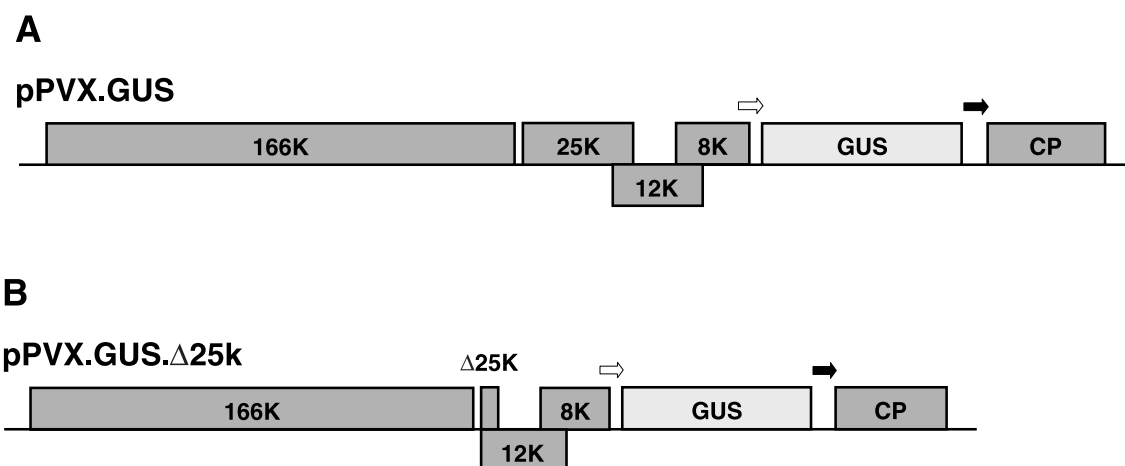 A
pPVX.GUS
166K 25K 8K GUS CP
12K
B
pPVX.GUS.Δ25k Δ25K
166K 8K GUS CP
12K